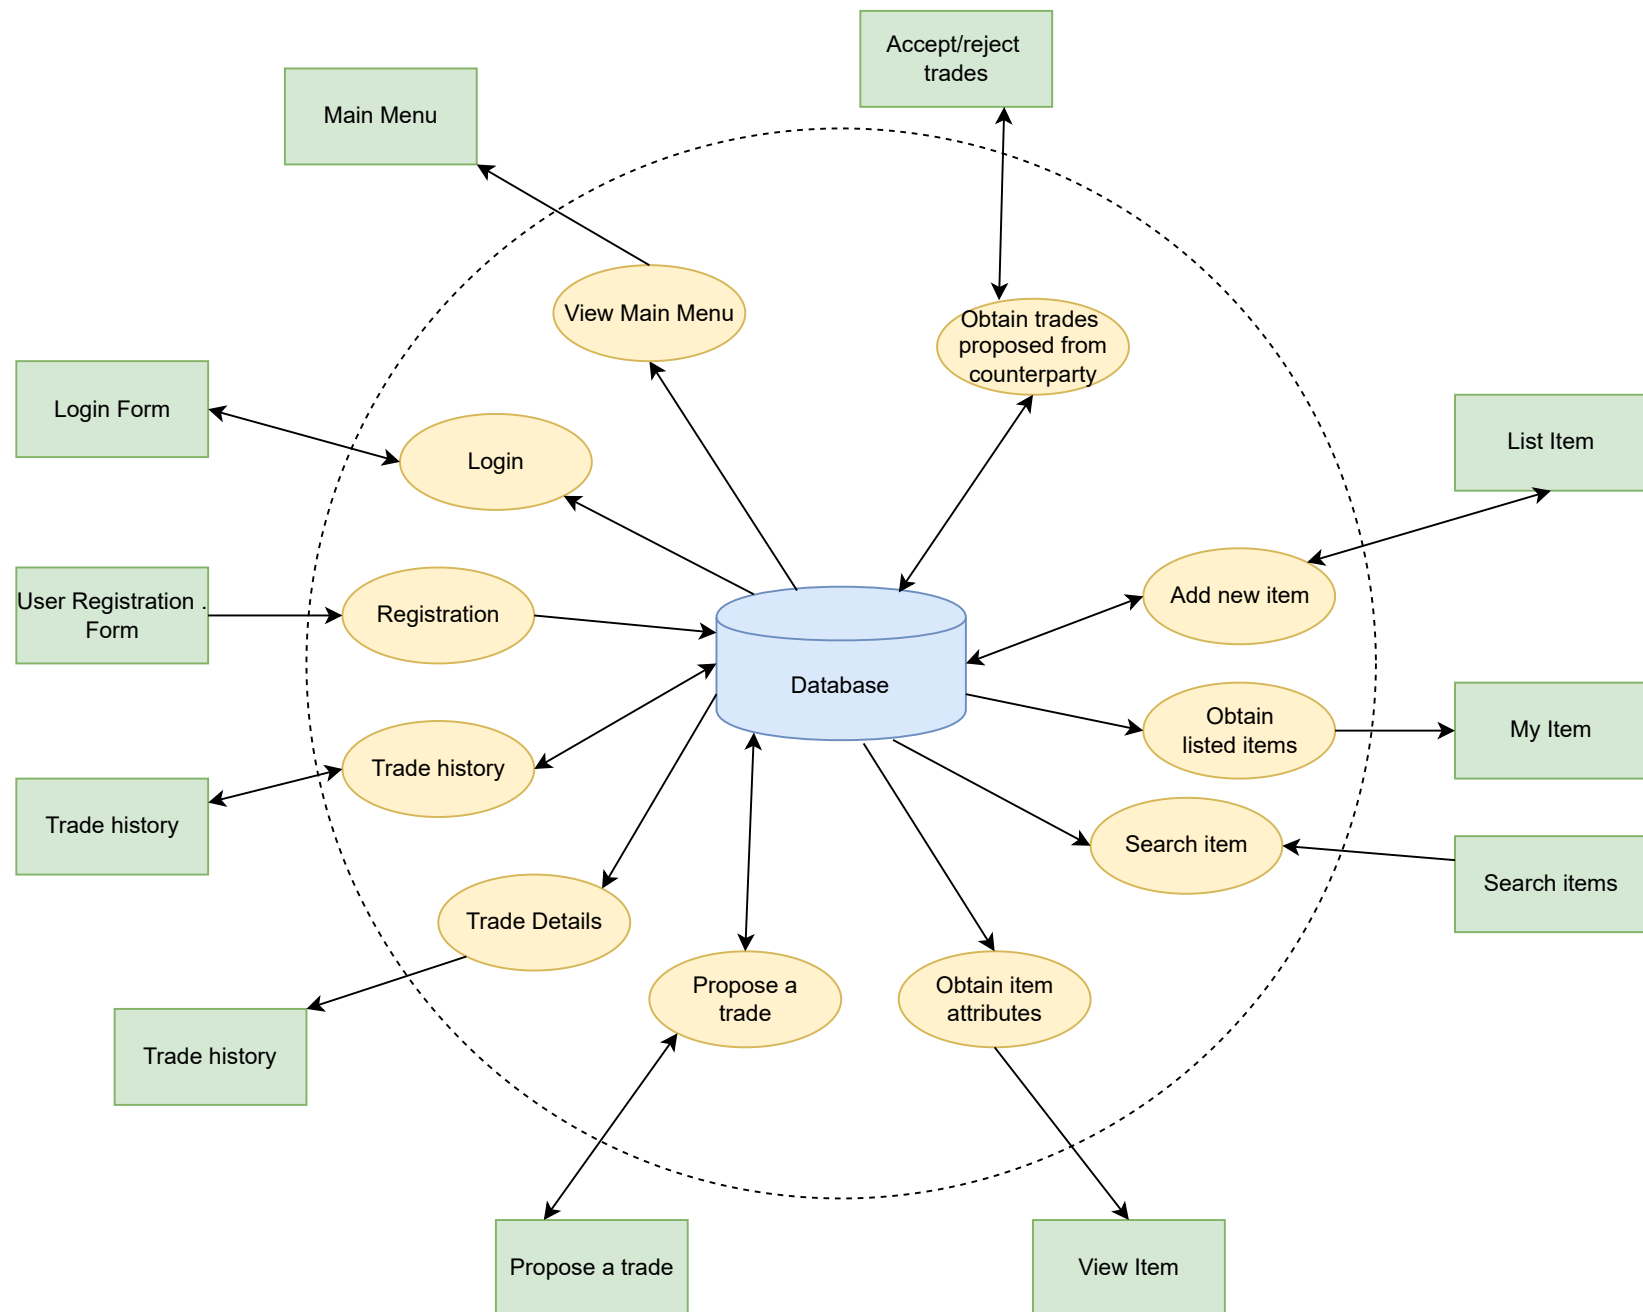 Accept/reject
trades
Main Menu
View Main Menu
Obtain trades
proposed from
counterparty
Login Form
List Item
Login
User Registration .
Form
Registration
Add new item
Database
Obtain
listed items
My Item
Trade history
Trade history
Search item
Search items
Trade Details
Propose a
trade
Obtain item
attributes
Trade history
Propose a trade
View Item